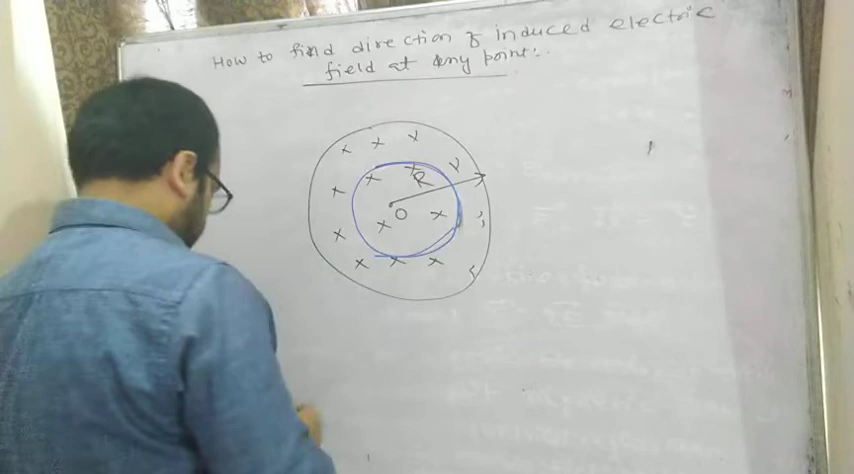 How to find direction of induced electric
field at any point:-
x x x
x x x x
R
O
x x
x x x x